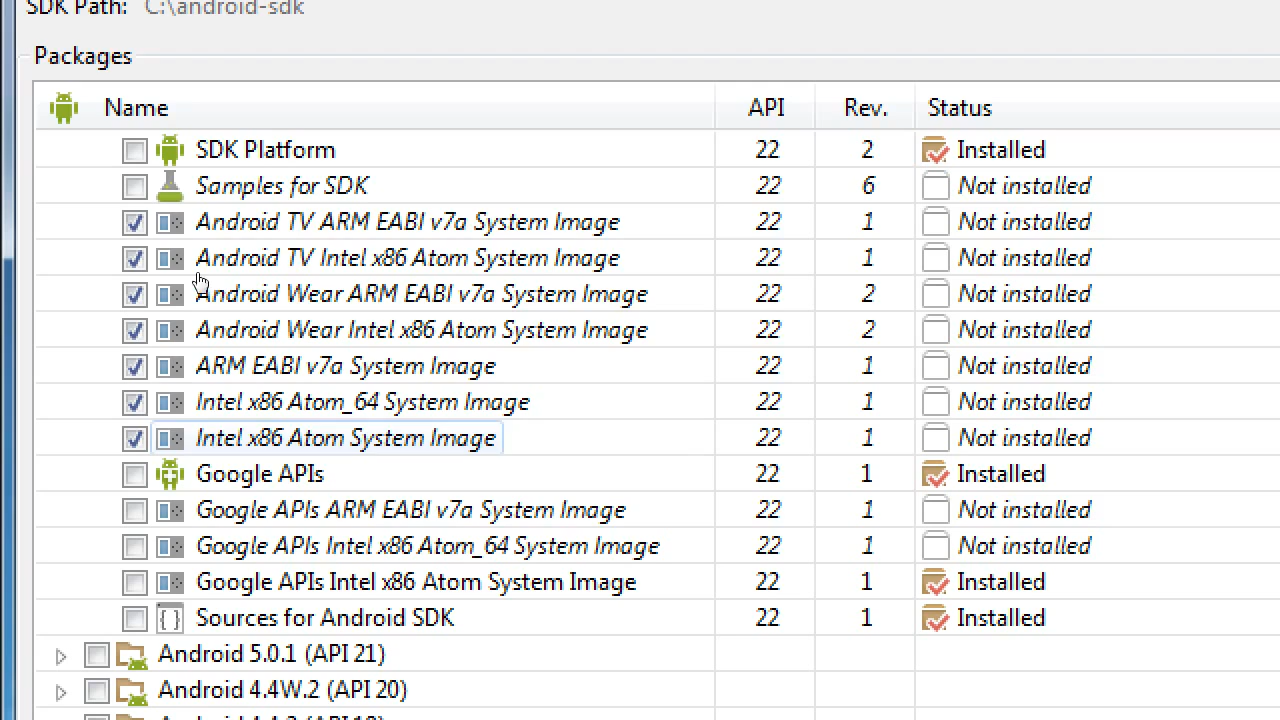 SDK Path: C:\android-sdk
Packages
Name API Rev. Status
SDK Platform 22 2 Installed
Samples for SDK 22 6 Not installed
Android TV ARM EABI v7a System Image 22 1 Not installed
Android TV Intel x86 Atom System Image 22 1 Not installed
Android Wear ARM EABI v7a System Image 22 2 Not installed
Android Wear Intel x86 Atom System Image 22 2 Not installed
ARM EABI v7a System Image 22 1 Not installed
Intel x86 Atom_64 System Image 22 1 Not installed
Intel x86 Atom System Image 22 1 Not installed
Google APIs 22 1 Installed
Google APIs ARM EABI v7a System Image 22 1 Not installed
Google APIs Intel x86 Atom_64 System Image 22 1 Not installed
Google APIs Intel x86 Atom System Image 22 1 Installed
Sources for Android SDK 22 1 Installed
Android 5.0.1 (API 21)
Android 4.4W.2 (API 20)